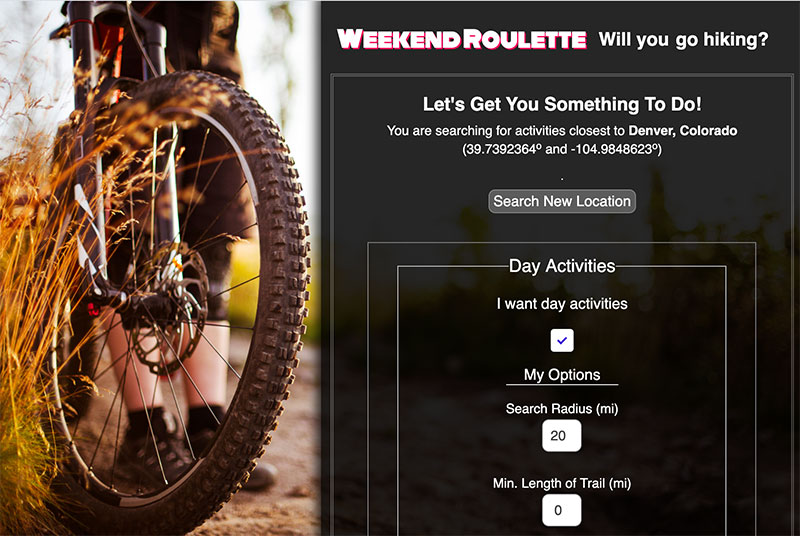 WEEKEND ROULETTE Will you go hiking?
Let's Get You Something To Do!
You are searching for activities closest to Denver, Colorado
(39.7392364º and -104.9848623º)
.
Search New Location
Day Activities
I want day activities
My Options
Search Radius (mi)
20
Min. Length of Trail (mi)
0